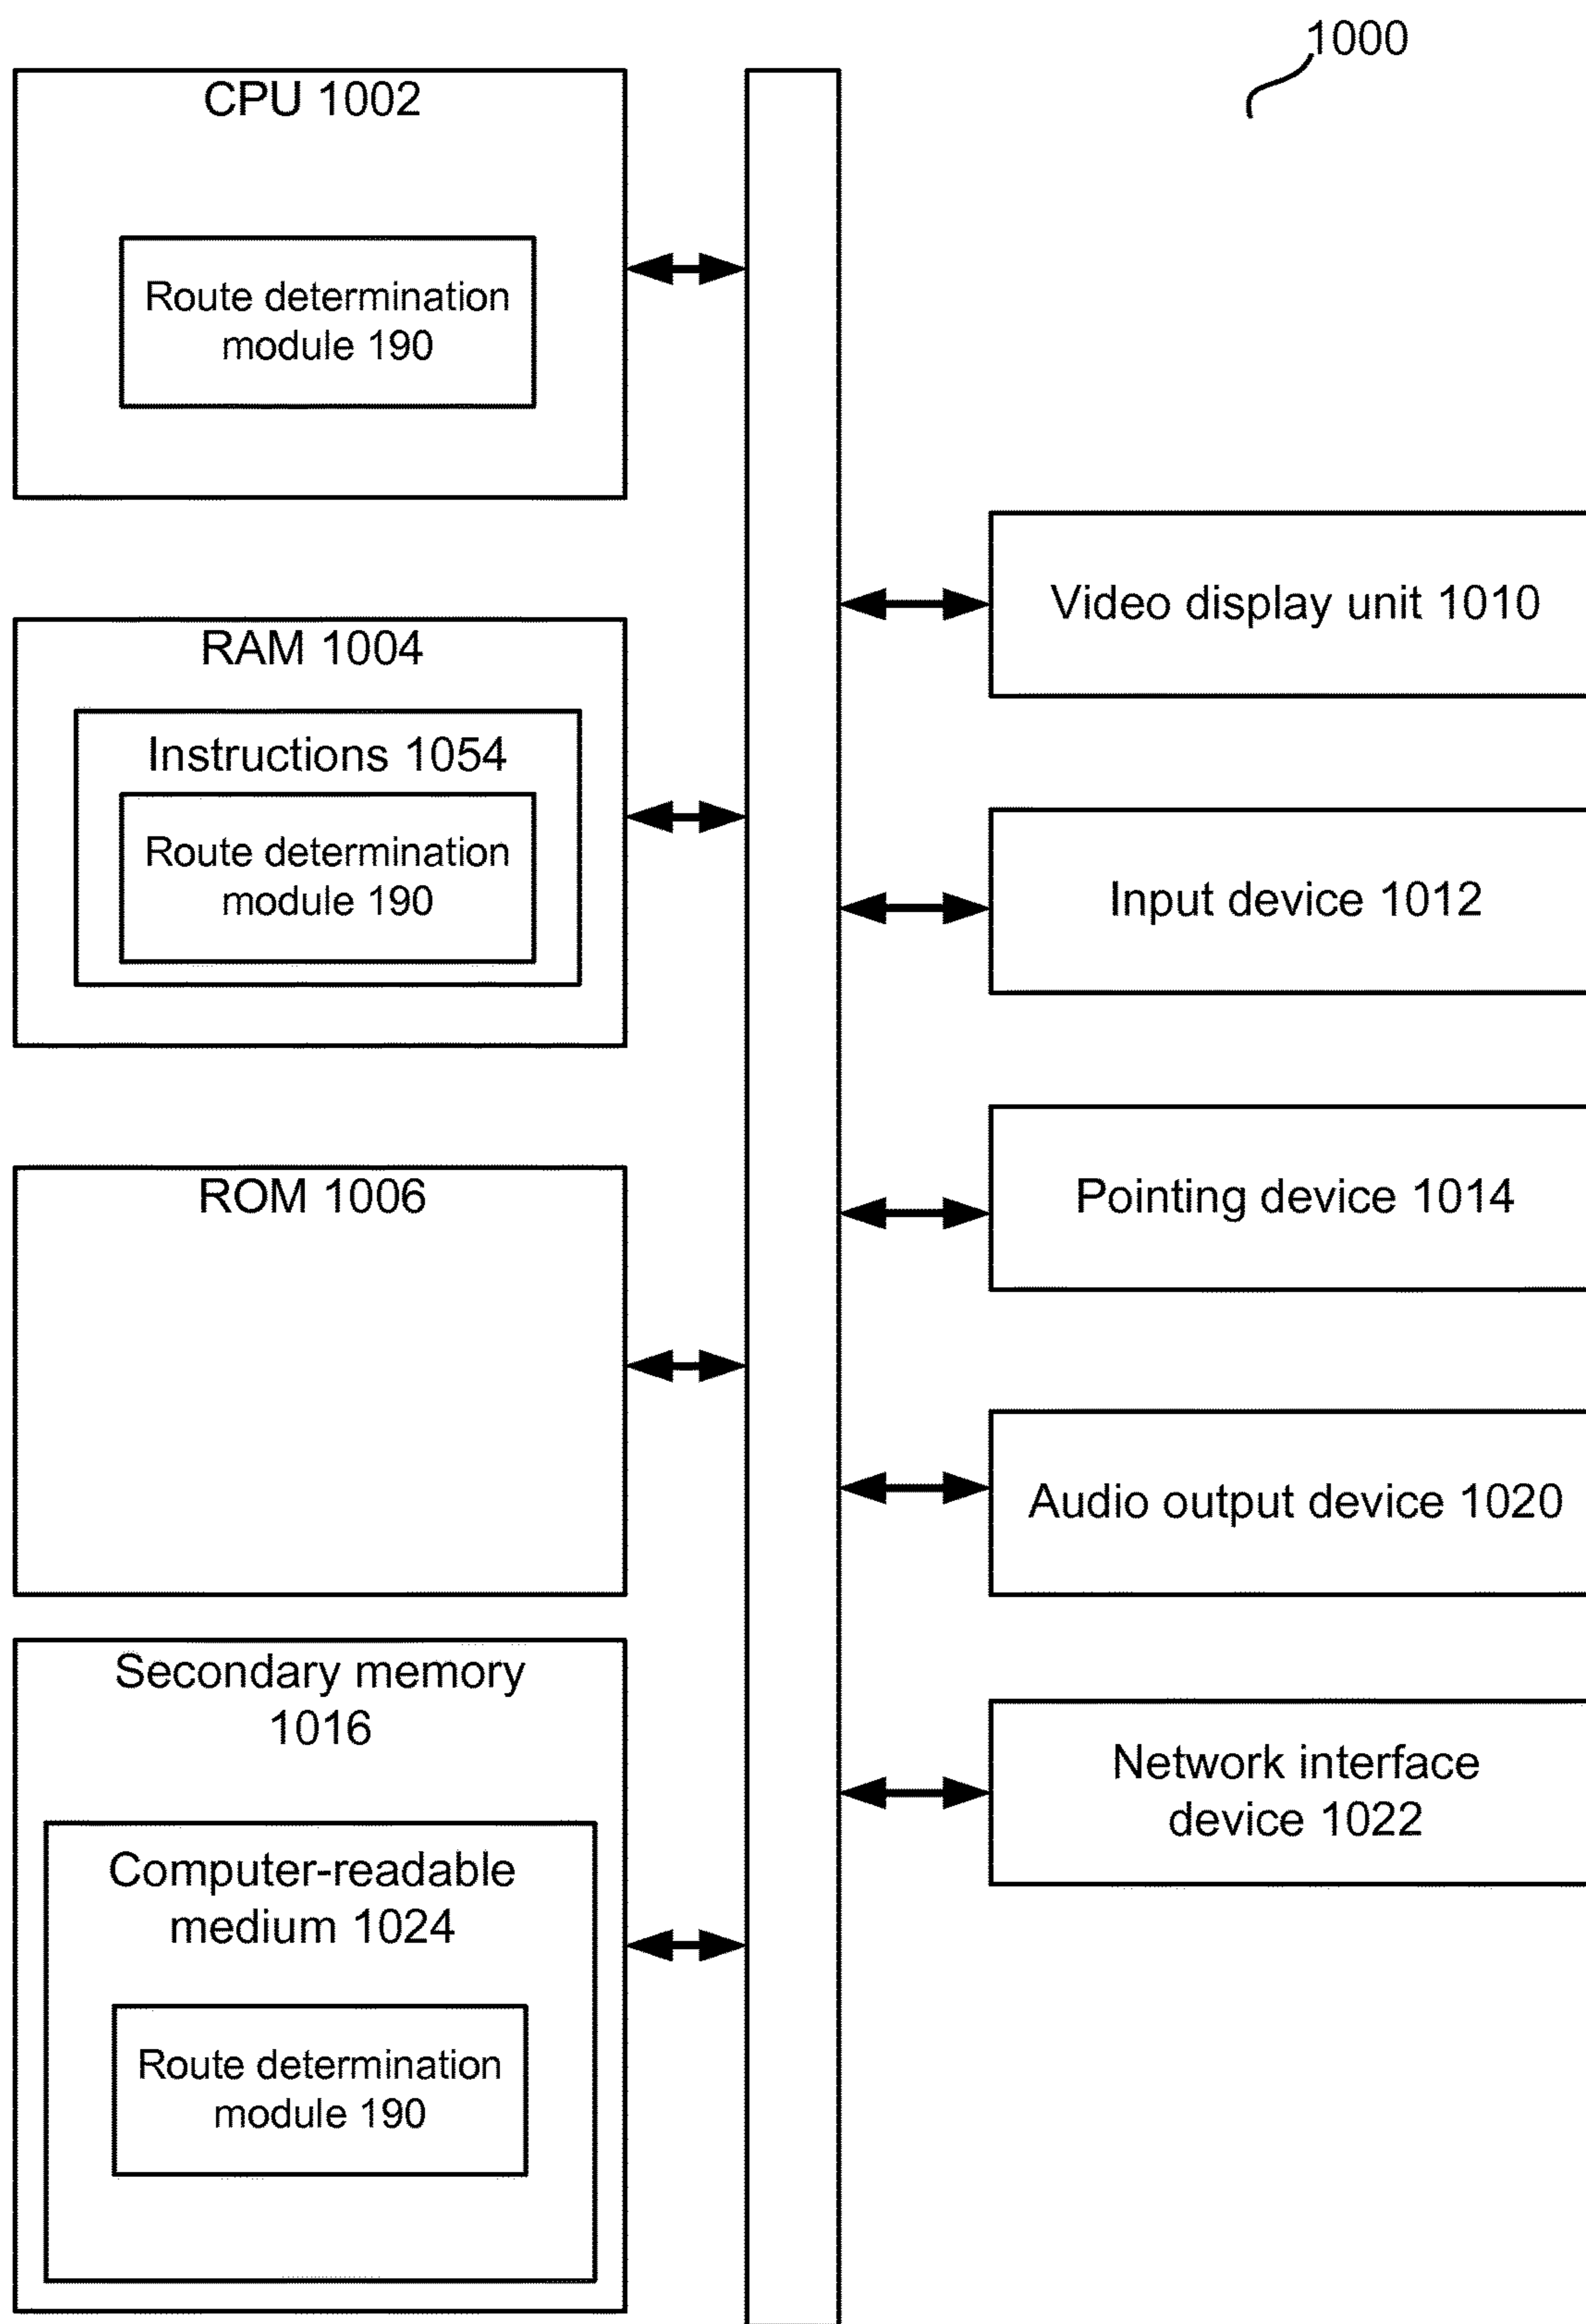 1000
CPU 1002
Route determination
module 190
RAM 1004
Instructions 1054
Route determination
module 190
ROM 1006
Secondary memory
1016
Computer-readable
medium 1024
Route determination
module 190
Video display unit 1010
Input device 1012
Pointing device 1014
Audio output device 1020
Network interface
device 1022